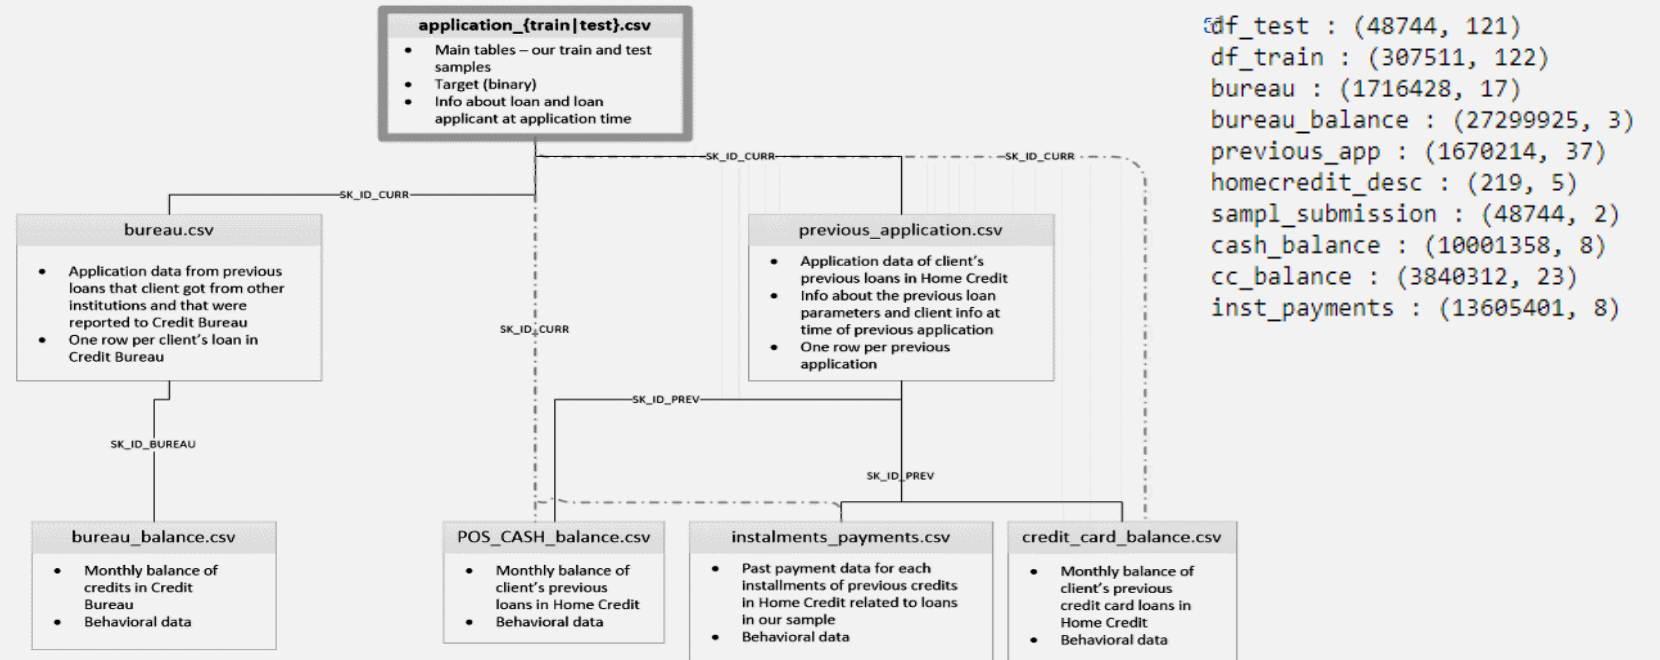 application_{train|test}.csv
• Main tables – our train and test
samples
• Target (binary)
• Info about loan and loan
applicant at application time
SK_ID_CURR
SK_ID_CURR
SK_ID_CURR
bureau.csv
• Application data from previous
loans that client got from other
institutions and that were
reported to Credit Bureau
• One row per client's loan in
Credit Bureau
previous_application.csv
• Application data of client's
previous loans in Home Credit
• Info about the previous loan
parameters and client info at
time of previous application
• One row per previous
application
SK_ID_CURR
SK_ID_PREV
SK_ID_BUREAU
SK_ID_PREV
bureau_balance.csv
• Monthly balance of
credits in Credit
Bureau
• Behavioral data
POS_CASH_balance.csv
• Monthly balance of
client's previous
loans in Home Credit
• Behavioral data
instalments_payments.csv
• Past payment data for each
installments of previous credits
in Home Credit related to loans
in our sample
• Behavioral data
credit_card_balance.csv
• Monthly balance of
client's previous
credit card loans in
Home Credit
• Behavioral data
df_test : (48744, 121)
df_train : (307511, 122)
bureau : (1716428, 17)
bureau_balance : (27299925, 3)
previous_app : (1670214, 37)
homecredit_desc : (219, 5)
sampl_submission : (48744, 2)
cash_balance : (10001358, 8)
cc_balance : (3840312, 23)
inst_payments : (13605401, 8)